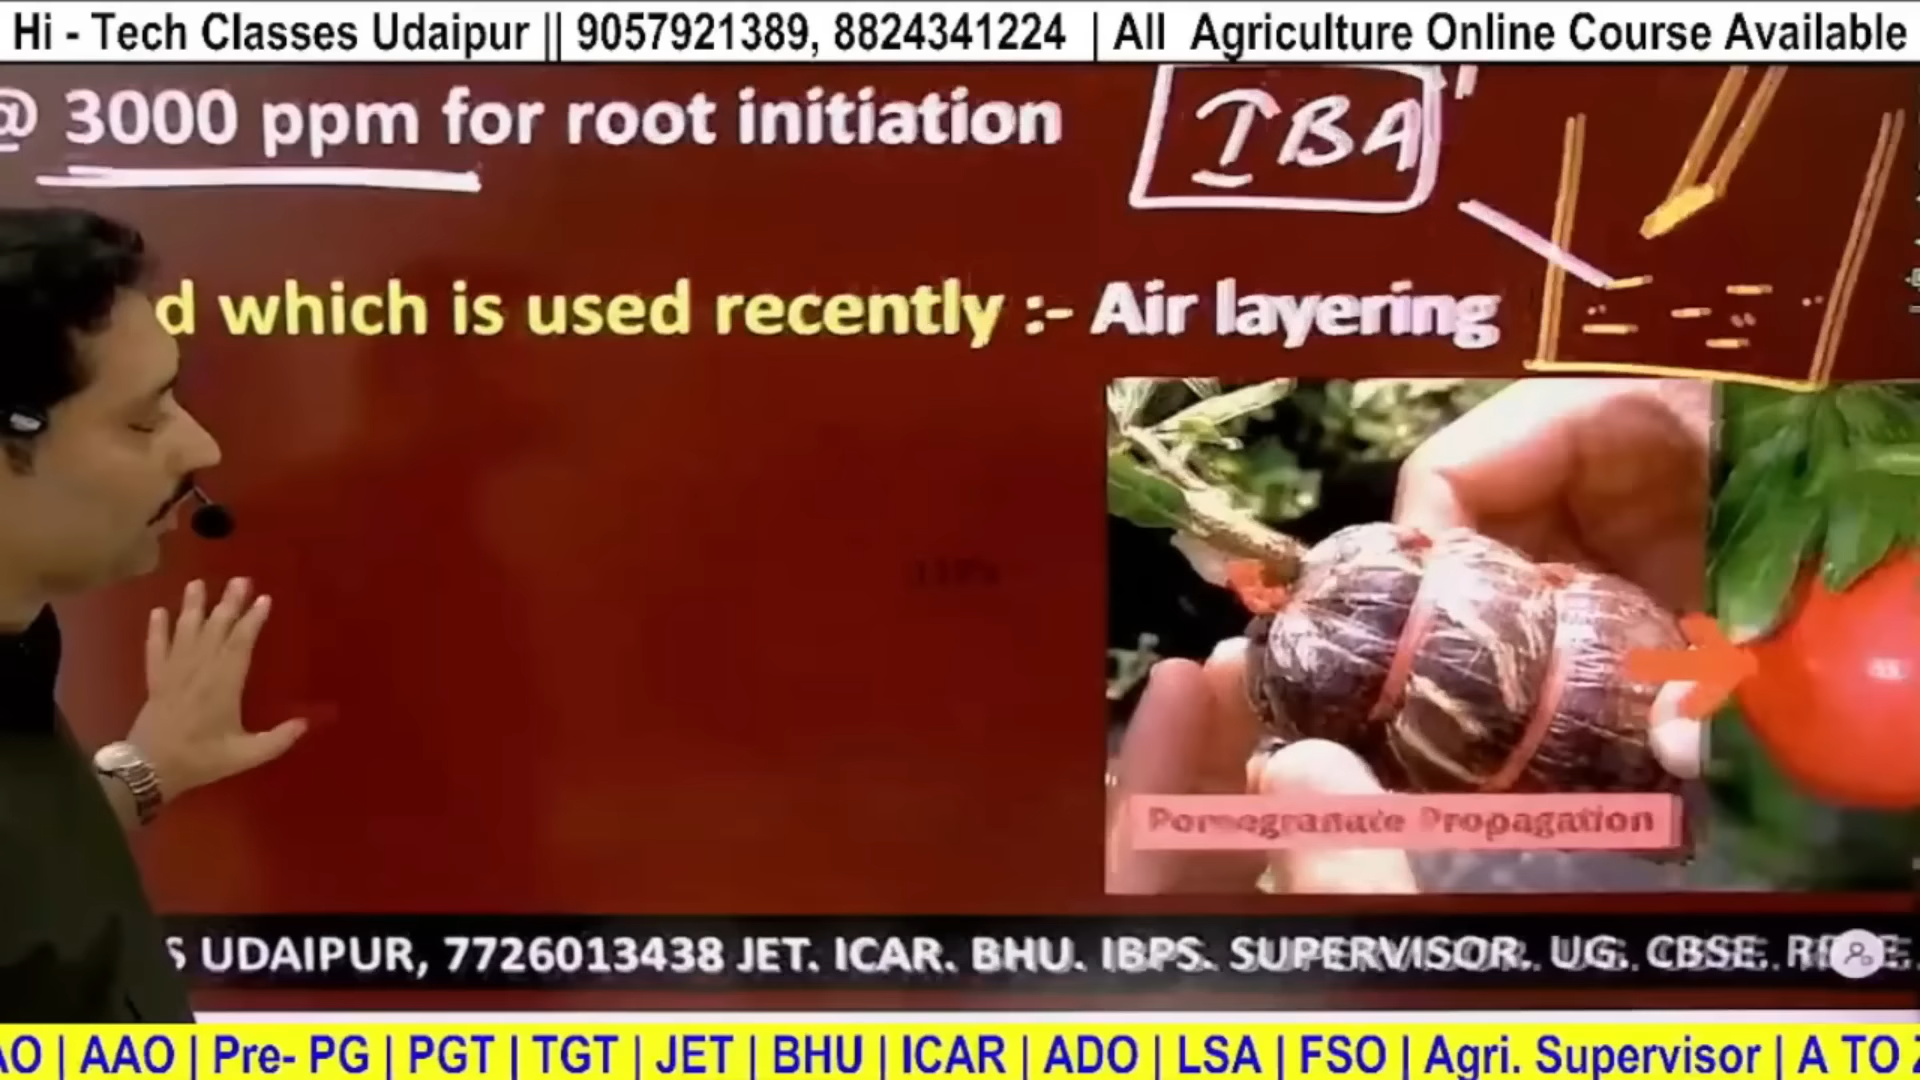 Hi - Tech Classes Udaipur || 9057921389, 8824341224 | All Agriculture Online Course Available
@ 3000 ppm for root initiation
IBA
d which is used recently :- Air layering
Pomegranate Propagation
S UDAIPUR, 7726013438 JET. ICAR. BHU. IBPS. SUPERVISOR. UG. CBSE.
AO | AAO | Pre- PG | PGT | TGT | JET | BHU | ICAR | ADO | LSA | FSO | Agri. Supervisor | A TO Z